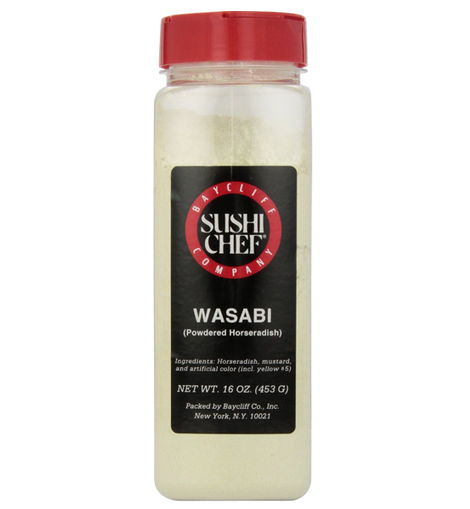 BAYCLIFF
SUSHI
CHEF®
COMPANY
WASABI
(Powdered Horseradish)
Ingredients: Horseradish, mustard,
and artificial color (incl. yellow #5)
NET WT. 16 OZ. (453 G)
Packed by Baycliff Co., Inc.
New York, N.Y. 10021